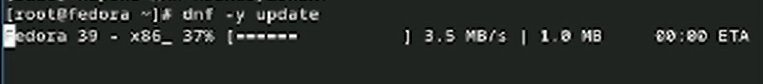 [root@fedora ~]# dnf -y update
Fedora 39 - x86_ 37% [------ ] 3.5 MB/s | 1.0 MB 00:00 ETA